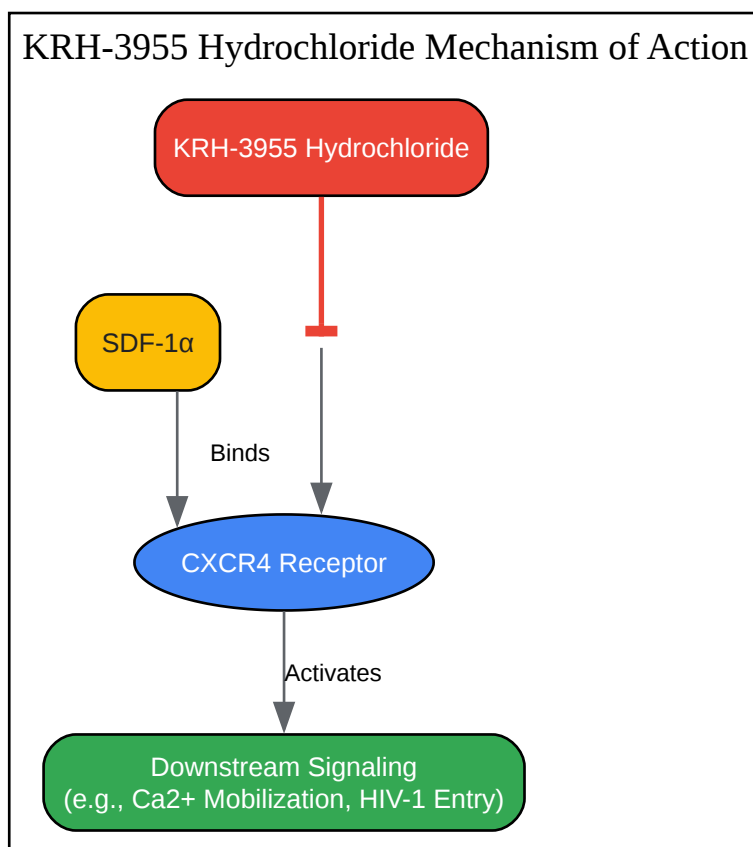 KRH-3955 Hydrochloride Mechanism of Action
KRH-3955 Hydrochloride
SDF-1α
Binds
CXCR4 Receptor
Activates
Downstream Signaling
(e.g., Ca2+ Mobilization, HIV-1 Entry)